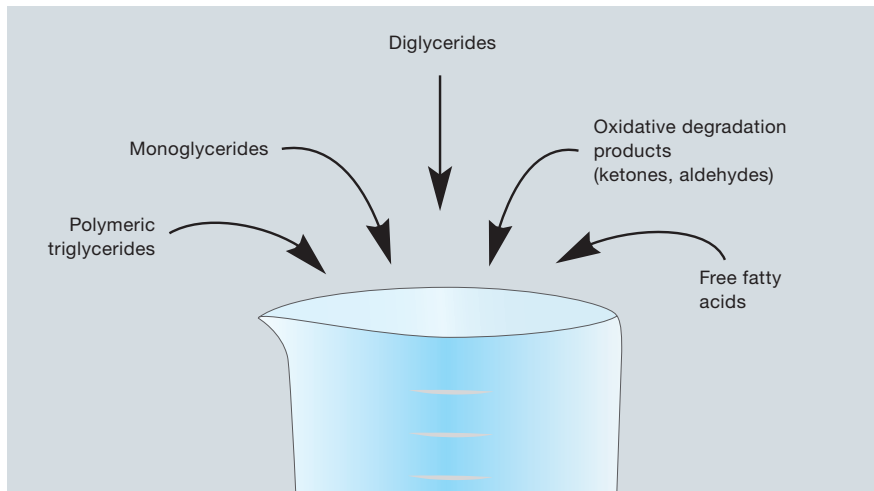 Diglycerides
Monoglycerides
Oxidative degradation
products
(ketones, aldehydes)
Polymeric
triglycerides
Free fatty
acids